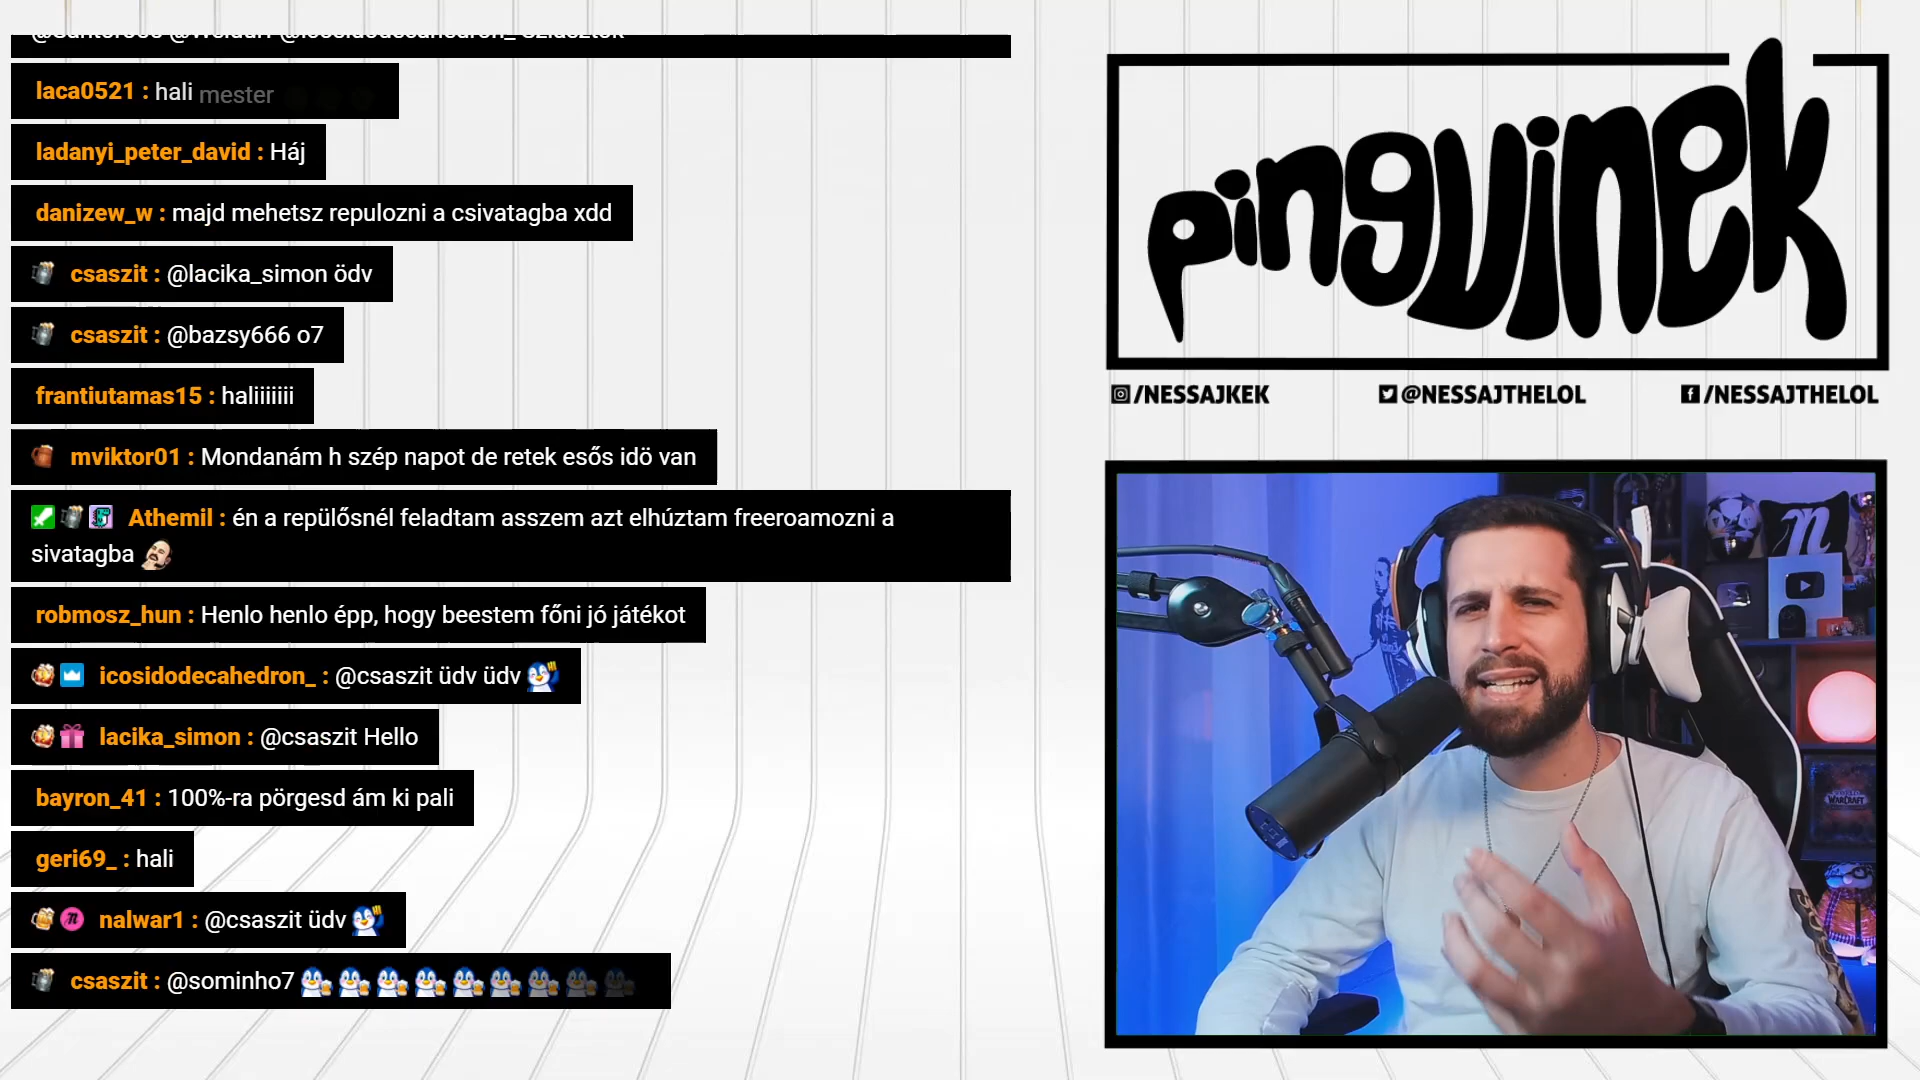 laca0521 : hali mester
ladanyi_peter_david : Háj
danizew_w : majd mehetsz repulozni a csivatagba xdd
csaszit : @lacika_simon ödv
csaszit : @bazsy666 o7
frantiutamas15 : haliiiiiii
mviktor01 : Mondanám h szép napot de retek esős idö van
Athemil : én a repülősnél feladtam asszem azt elhúztam freeroamozni a
sivatagba
robmosz_hun : Henlo henlo épp, hogy beestem főni jó játékot
icosidodecahedron_ : @csaszit üdv üdv
lacika_simon : @csaszit Hello
bayron_41 : 100%-ra pörgesd ám ki pali
geri69_ : hali
nalwar1 : @csaszit üdv
csaszit : @sominho7
pingvinek
/NESSAJKEK
@NESSAJTHELOL
/NESSAJTHELOL
n
WARCRAFT